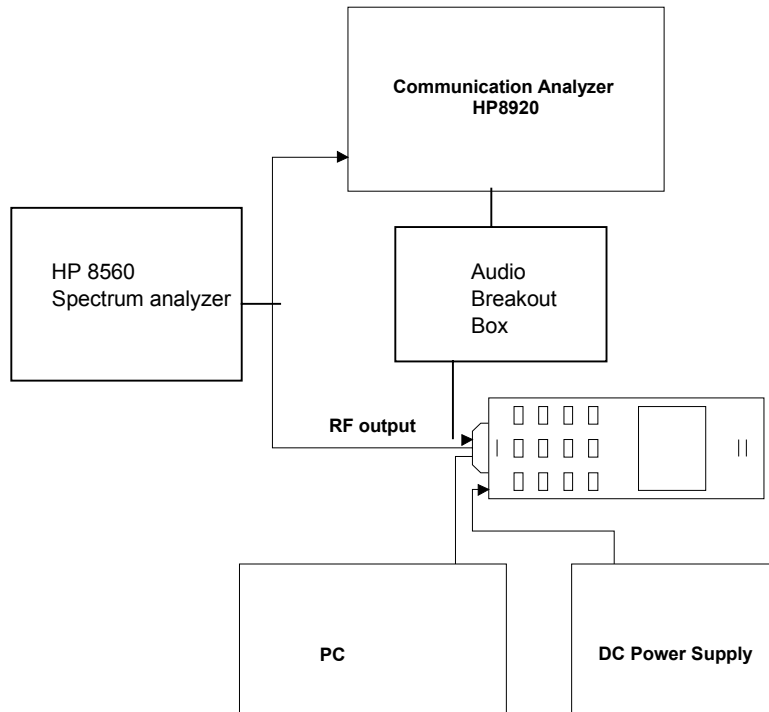 Communication Analyzer
HP8920
HP 8560
Spectrum analyzer
Audio
Breakout
Box
RF output
PC
DC Power Supply